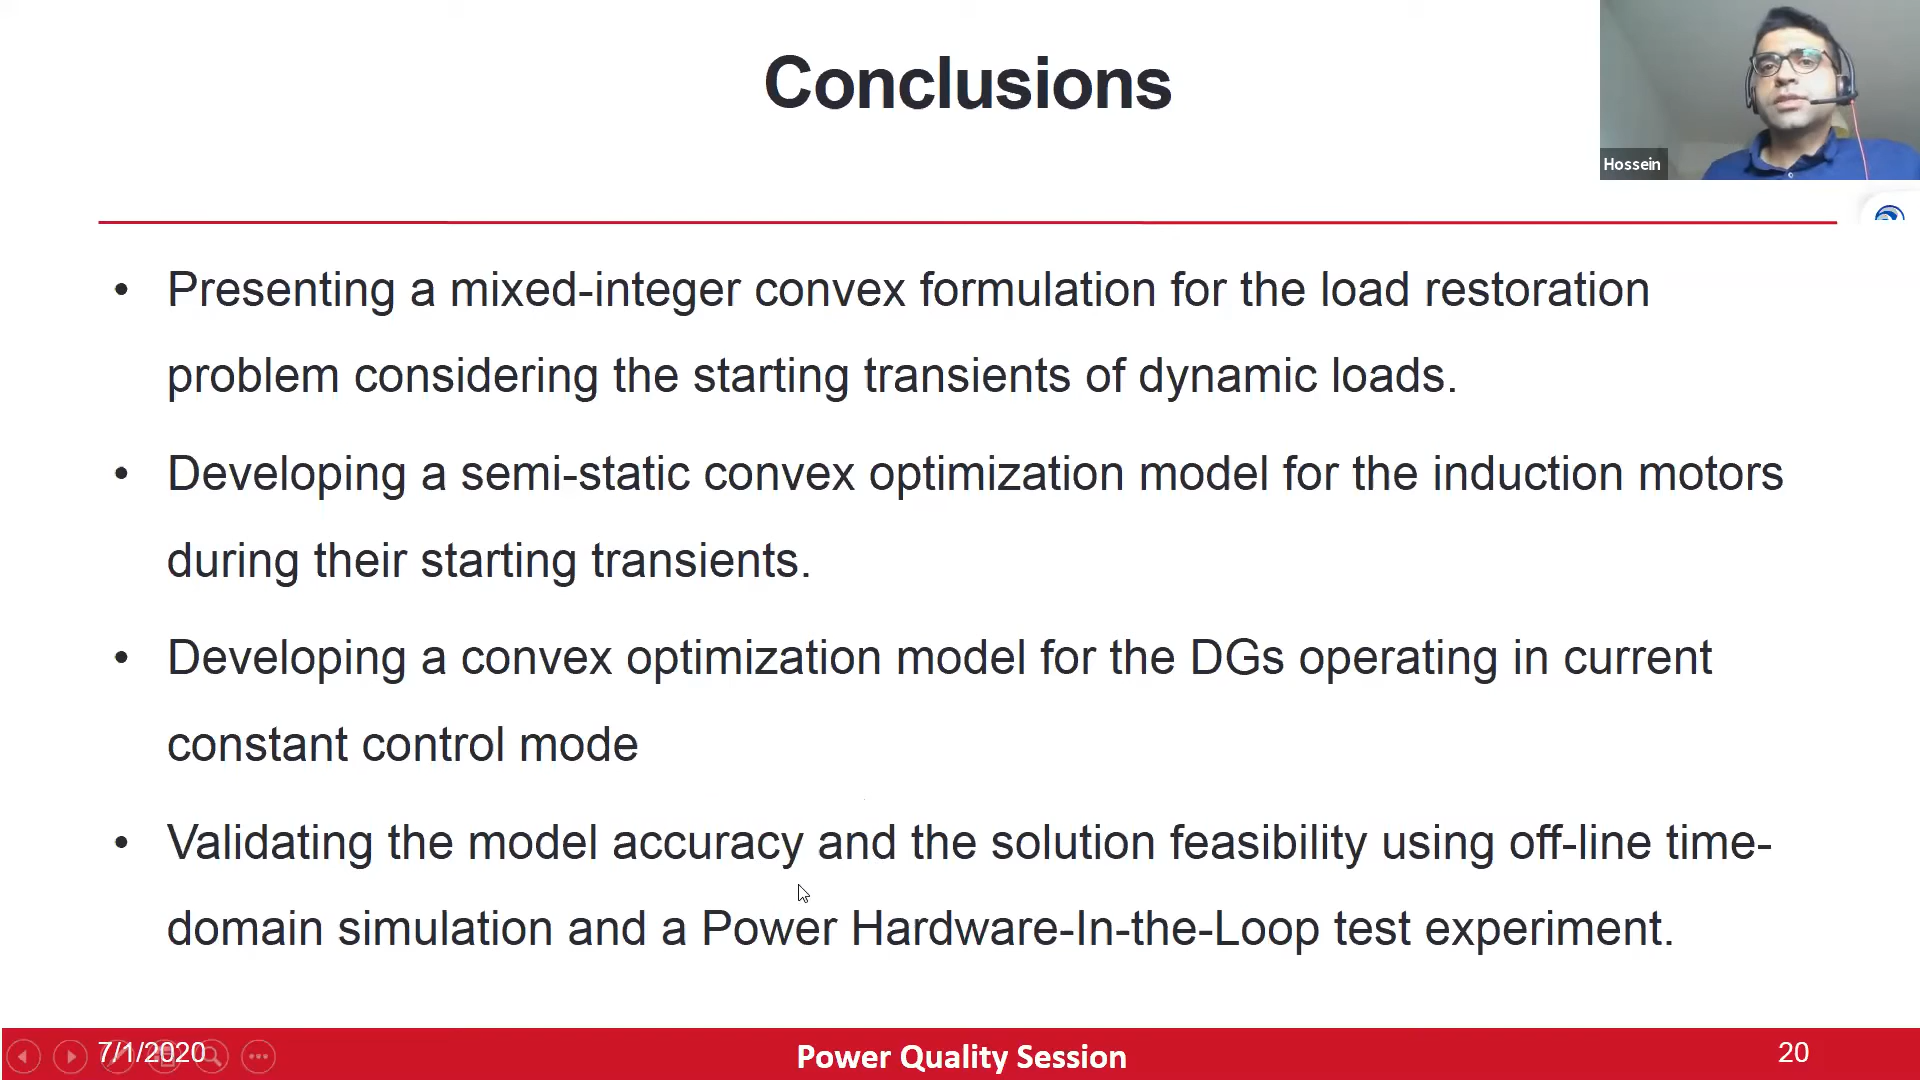 Conclusions
Hossein
• Presenting a mixed-integer convex formulation for the load restoration
problem considering the starting transients of dynamic loads.
• Developing a semi-static convex optimization model for the induction motors
during their starting transients.
• Developing a convex optimization model for the DGs operating in current
constant control mode
• Validating the model accuracy and the solution feasibility using off-line time-
domain simulation and a Power Hardware-In-the-Loop test experiment.
7/1/2020
Power Quality Session
20